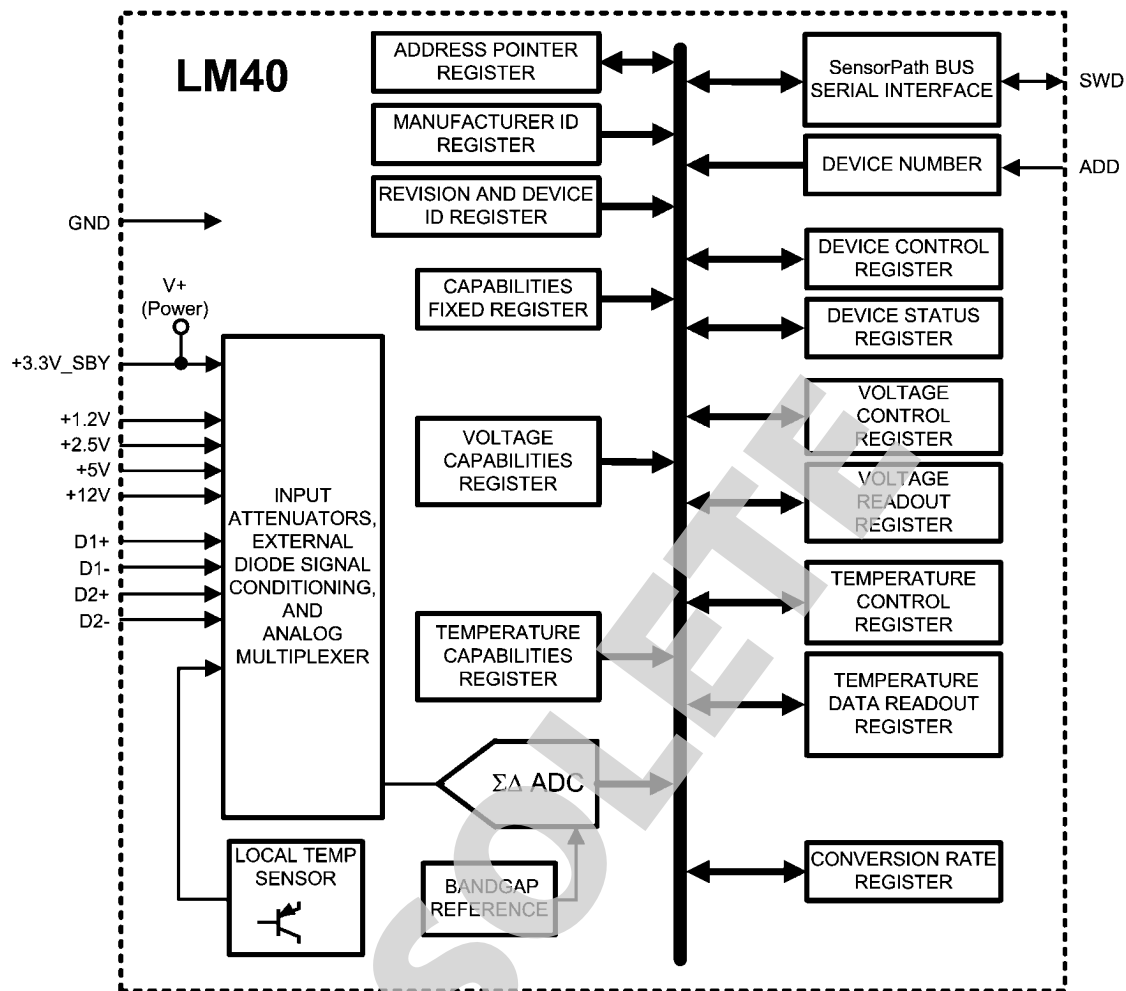 LM40
ADDRESS POINTER
REGISTER
MANUFACTURER ID
REGISTER
REVISION AND DEVICE
ID REGISTER
CAPABILITIES
FIXED REGISTER
VOLTAGE
CAPABILITIES
REGISTER
TEMPERATURE
CAPABILITIES
REGISTER
ΣΔ ADC
BANDGAP
REFERENCE
LOCAL TEMP
SENSOR
INPUT
ATTENUATORS,
EXTERNAL
DIODE SIGNAL
CONDITIONING,
AND
ANALOG
MULTIPLEXER
GND
V+
(Power)
+3.3V_SBY
+1.2V
+2.5V
+5V
+12V
D1+
D1-
D2+
D2-
SensorPath BUS
SERIAL INTERFACE
SWD
DEVICE NUMBER
ADD
DEVICE CONTROL
REGISTER
DEVICE STATUS
REGISTER
VOLTAGE
CONTROL
REGISTER
VOLTAGE
READOUT
REGISTER
TEMPERATURE
CONTROL
REGISTER
TEMPERATURE
DATA READOUT
REGISTER
CONVERSION RATE
REGISTER
SOLETE